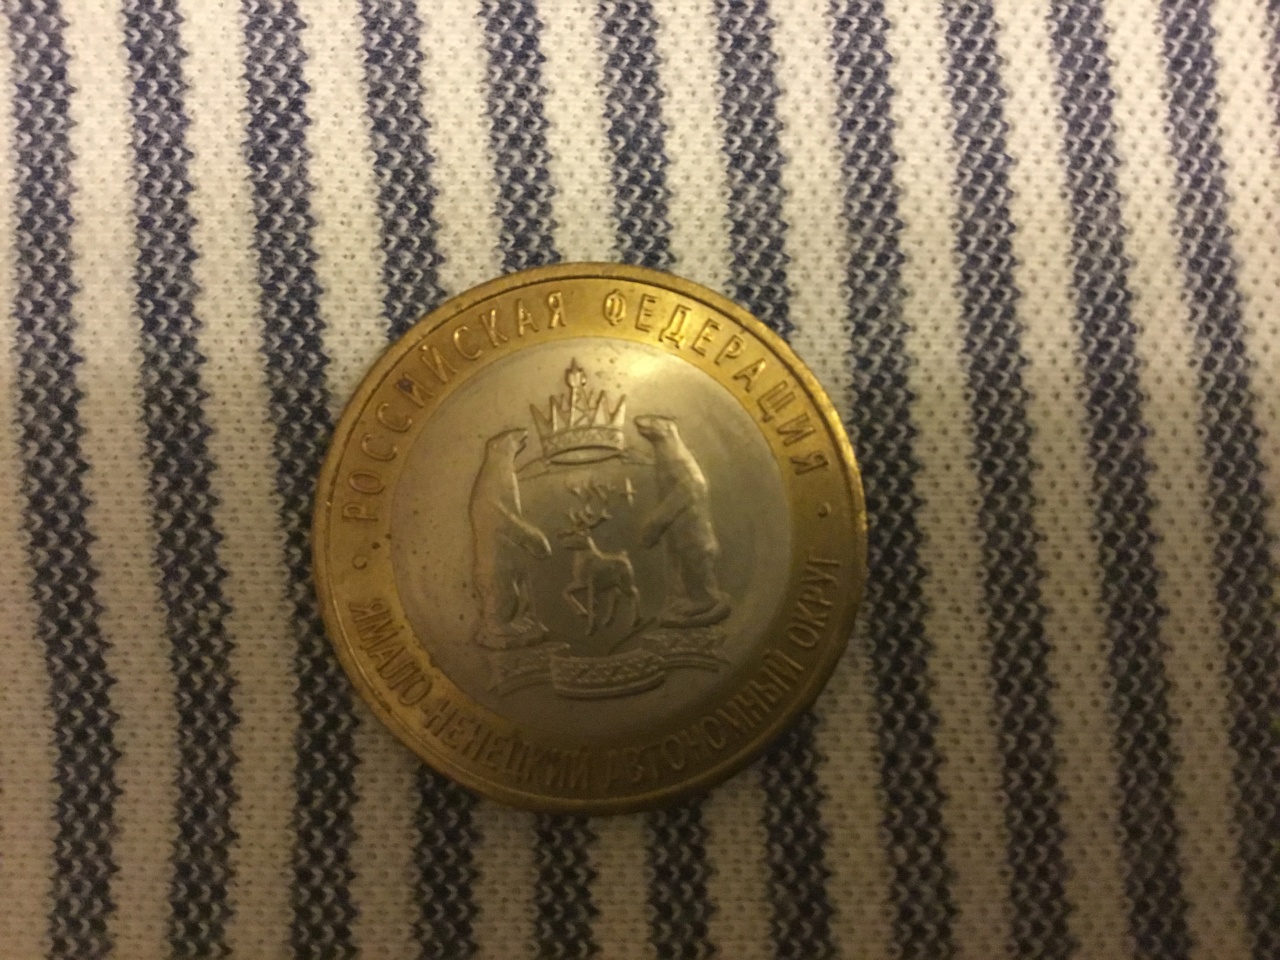 РОССИЙСКАЯ ФЕДЕРАЦИЯ
ЯМАЛО-НЕНЕЦКИЙ АВТОНОМНЫЙ ОКРУГ